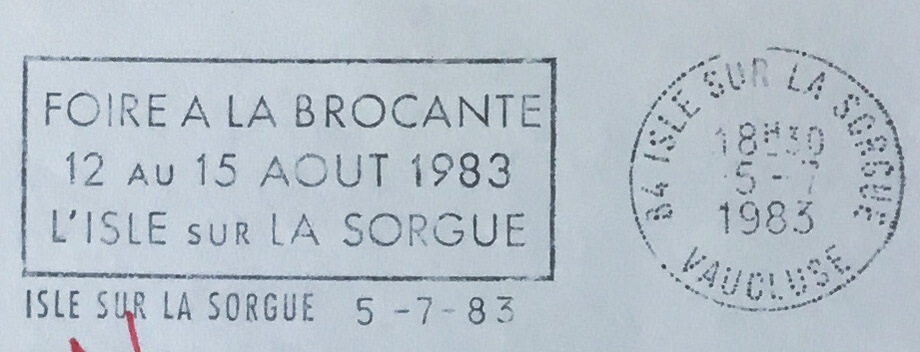 FOIRE A LA BROCANTE
12 AU 15 AOUT 1983
L'ISLE SUR LA SORGUE
ISLE SUR LA SORGUE 5 -7- 83
84 ISLE SUR LA SORGUE
18H30
5 - 7
1983
VAUCLUSE